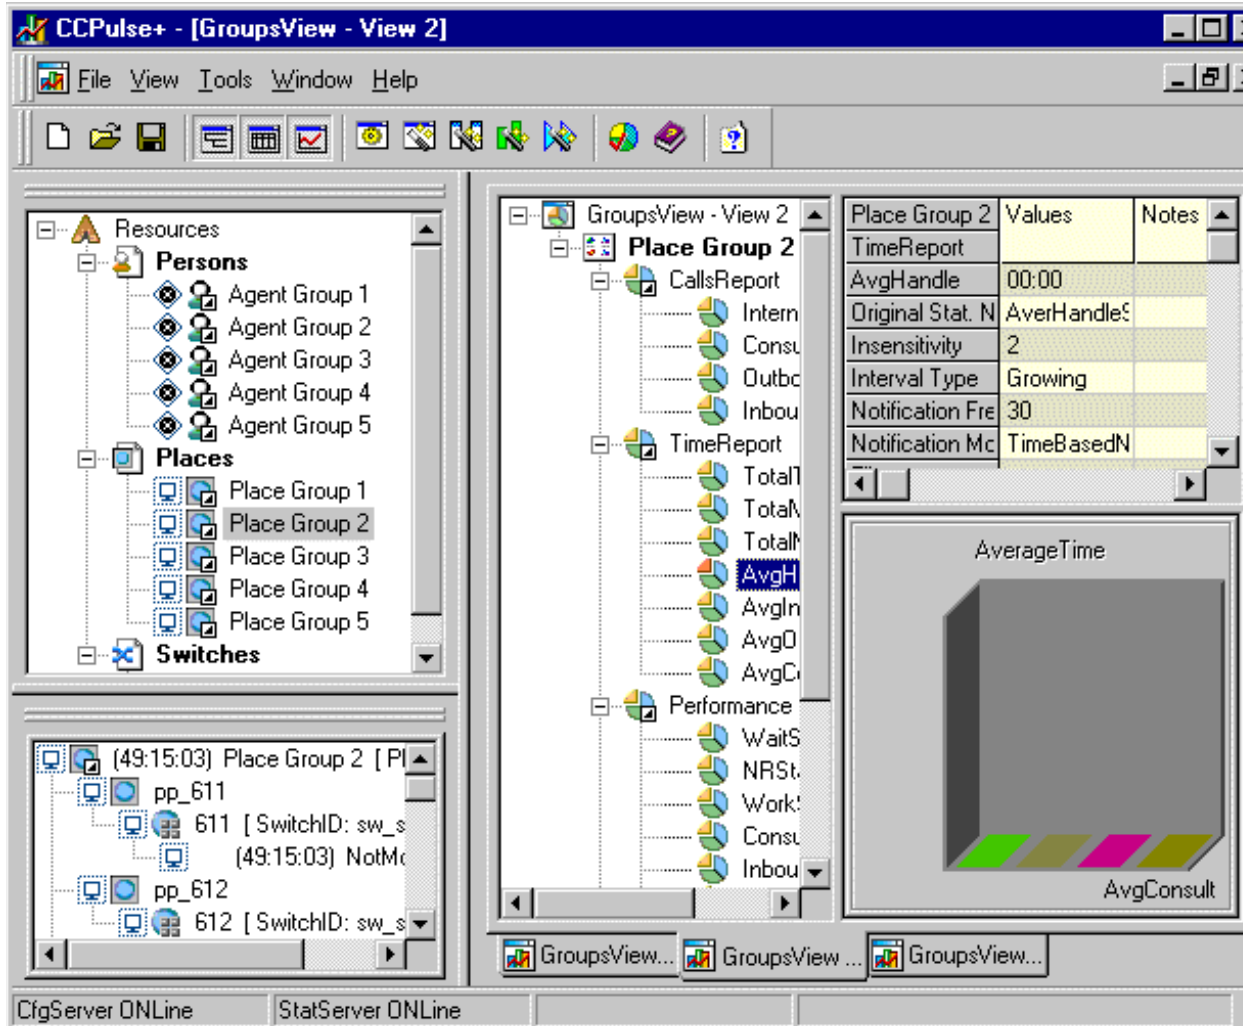 CCPulse+ - [GroupsView - View 2]
File View Tools Window Help
Resources
Persons
Agent Group 1
Agent Group 2
Agent Group 3
Agent Group 4
Agent Group 5
Places
Place Group 1
Place Group 2
Place Group 3
Place Group 4
Place Group 5
Switches
(49:15:03) Place Group 2 [ Pl
pp_611
611 [ SwitchID: sw_s
(49:15:03) NotMo
pp_612
612 [ SwitchID: sw_s
GroupsView - View 2
Place Group 2
CallsReport
Intern
Consu
Outbo
Inbou
TimeReport
TotalT
TotalN
AvgH
AvgIn
AvgO
AvgCo
Performance
WaitS
NRSta
WorkS
Consu
Inbou
Place Group 2 Values Notes
TimeReport
AvgHandle 00:00
Original Stat. N AverHandleS
Insensitivity 2
Interval Type Growing
Notification Fre 30
Notification Mo TimeBasedN
AverageTime
AvgConsult
GroupsView... GroupsView ... GroupsView...
CfgServer ONLine StatServer ONLine